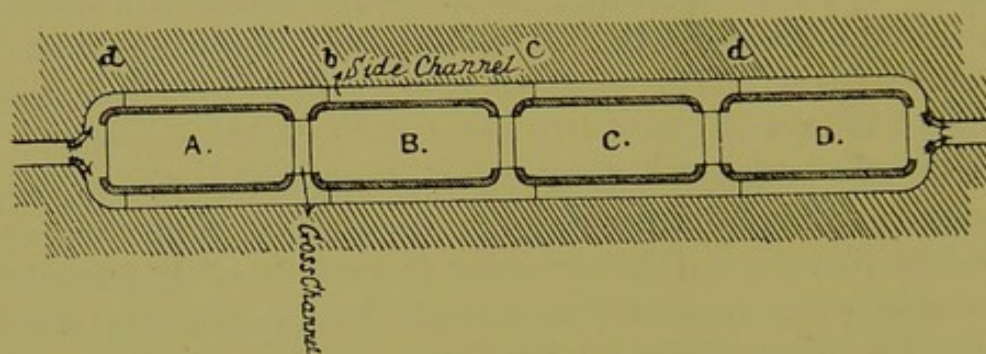 d b c d
Side Channel
A. B. C. D.
Cross Channel